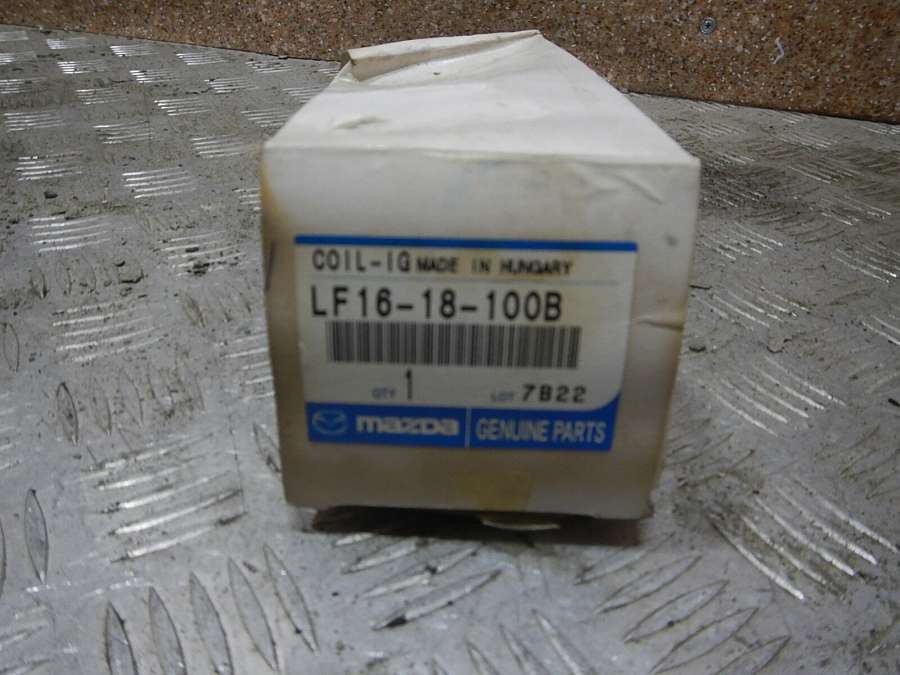 COIL-IG MADE IN HUNGARY
LF16-18-100B
QTY 1 LOT 7B22
mazda GENUINE PARTS